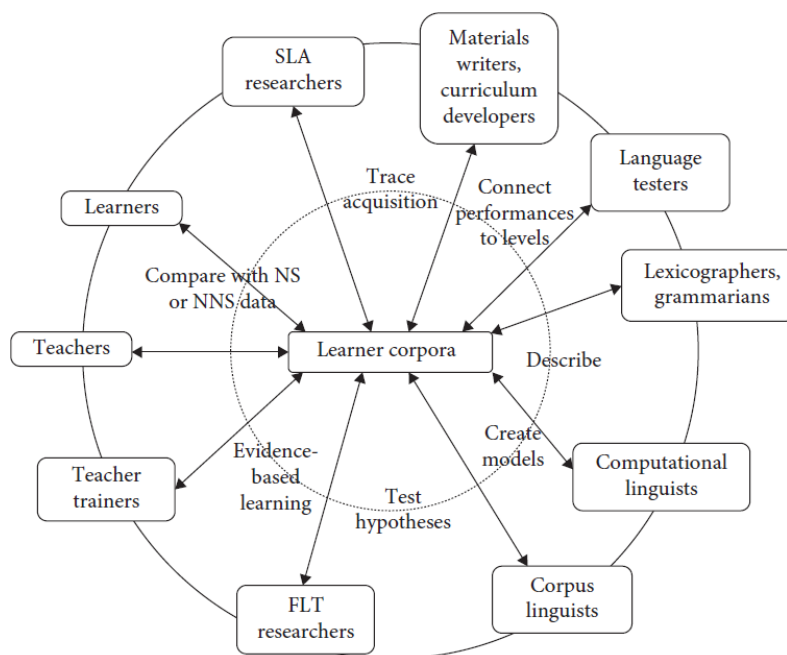 SLA
researchers
Materials
writers,
curriculum
developers
Language
testers
Trace
acquisition
Connect
performances
to levels
Learners
Lexicographers,
grammarians
Compare with NS
or NNS data
Teachers
Learner corpora
Describe
Evidence-
based
learning
Create
models
Teacher
trainers
Computational
linguists
Test
hypotheses
FLT
researchers
Corpus
linguists